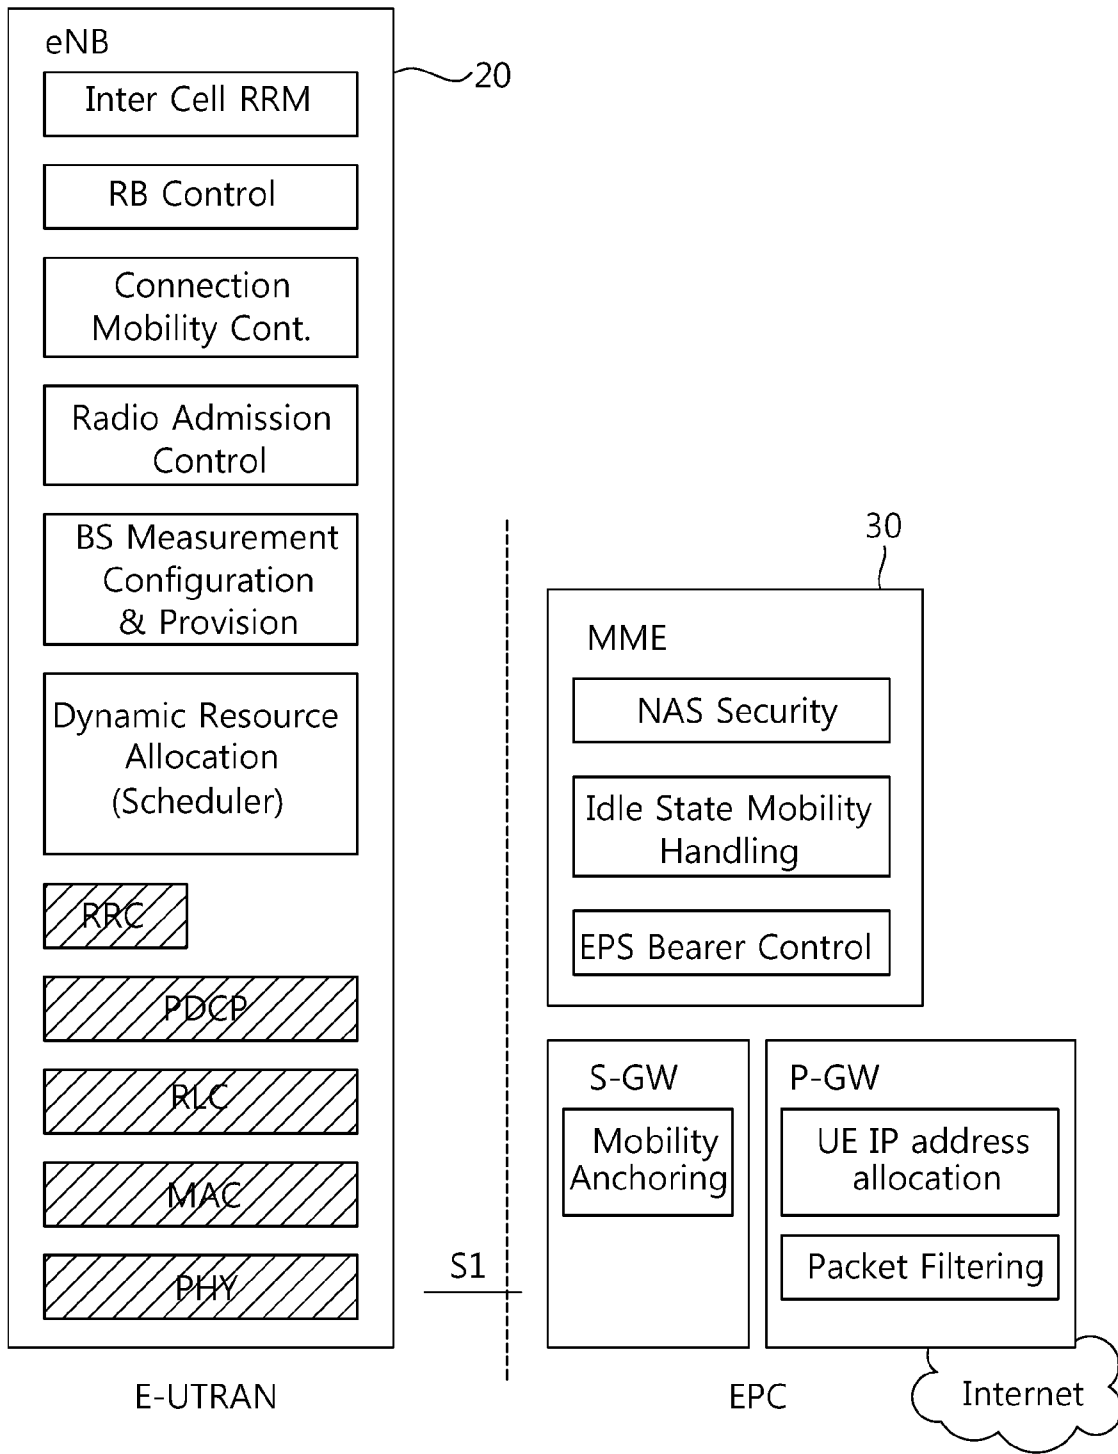 eNB
20
Inter Cell RRM
RB Control
Connection
Mobility Cont.
Radio Admission
Control
BS Measurement
Configuration
& Provision
Dynamic Resource
Allocation
(Scheduler)
RRC
PDCP
RLC
MAC
PHY
E-UTRAN
S1
30
MME
NAS Security
Idle State Mobility
Handling
EPS Bearer Control
S-GW
Mobility
Anchoring
P-GW
UE IP address
allocation
Packet Filtering
EPC
Internet